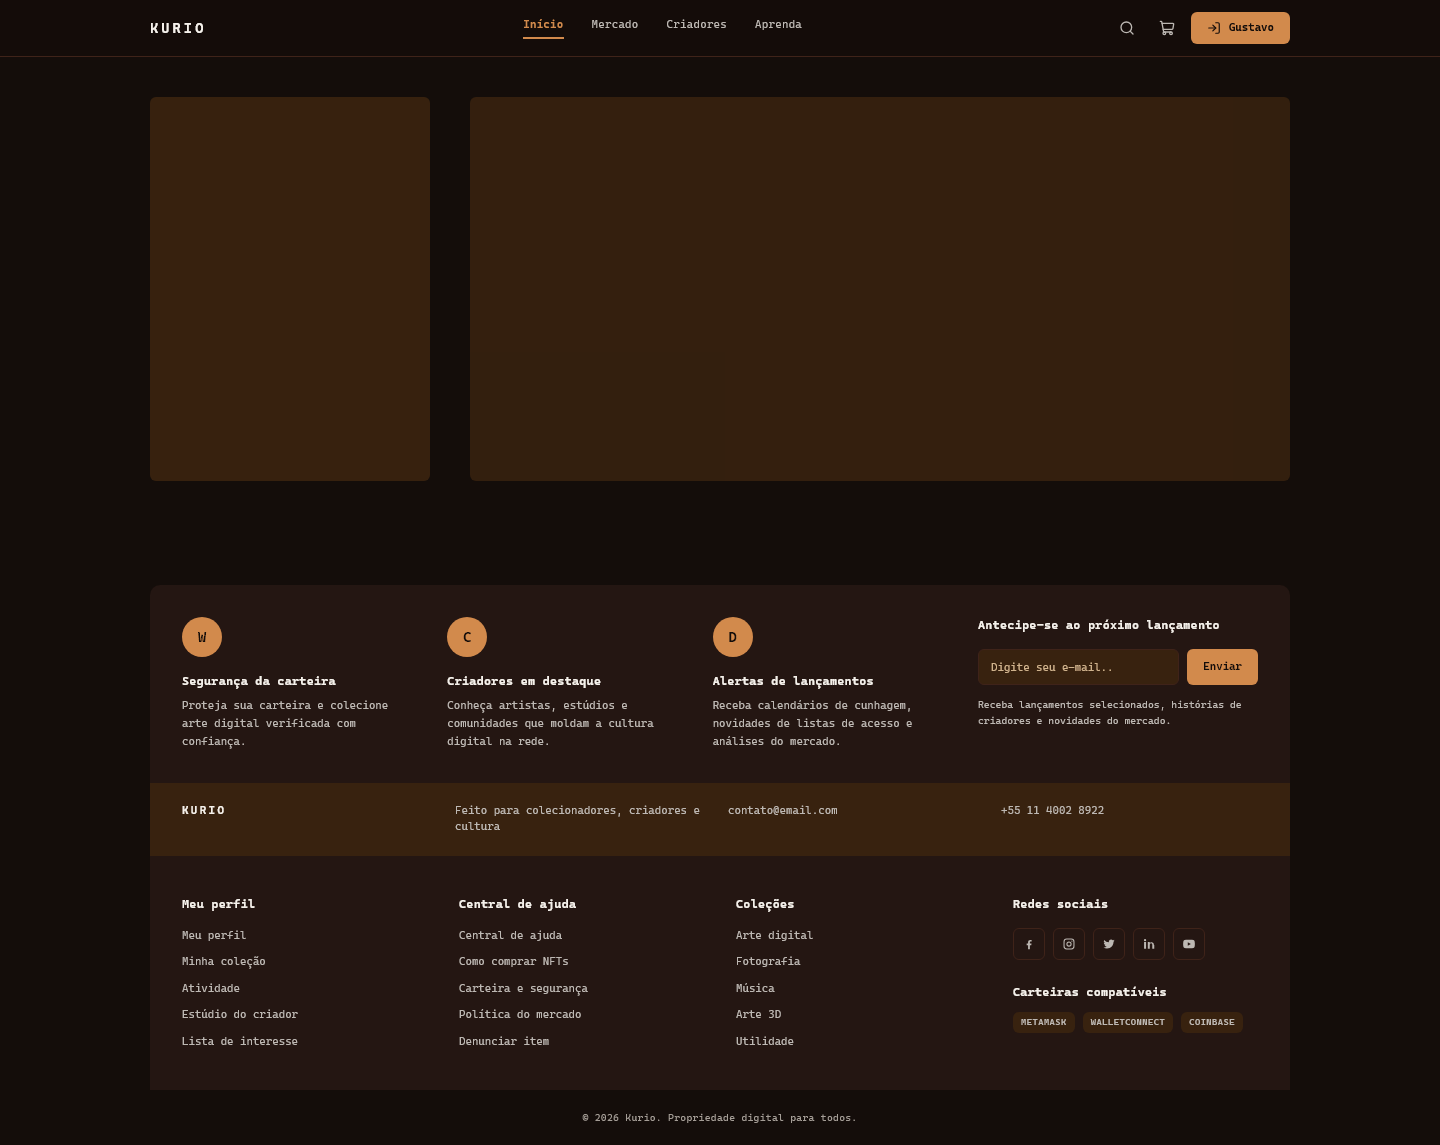 KURIO
Início
Mercado
Criadores
Aprenda
Gustavo
W
Segurança da carteira
Proteja sua carteira e colecione
arte digital verificada com
confiança.
C
Criadores em destaque
Conheça artistas, estúdios e
comunidades que moldam a cultura
digital na rede.
D
Alertas de lançamentos
Receba calendários de cunhagem,
novidades de listas de acesso e
análises do mercado.
Antecipe-se ao próximo lançamento
Digite seu e-mail..
Enviar
Receba lançamentos selecionados, histórias de
criadores e novidades do mercado.
KURIO
Feito para colecionadores, criadores e
cultura
contato@email.com
+55 11 4002 8922
Meu perfil
Meu perfil
Minha coleção
Atividade
Estúdio do criador
Lista de interesse
Central de ajuda
Central de ajuda
Como comprar NFTs
Carteira e segurança
Política do mercado
Denunciar item
Coleções
Arte digital
Fotografia
Música
Arte 3D
Utilidade
Redes sociais
Carteiras compatíveis
METAMASK
WALLETCONNECT
COINBASE
© 2026 Kurio. Propriedade digital para todos.